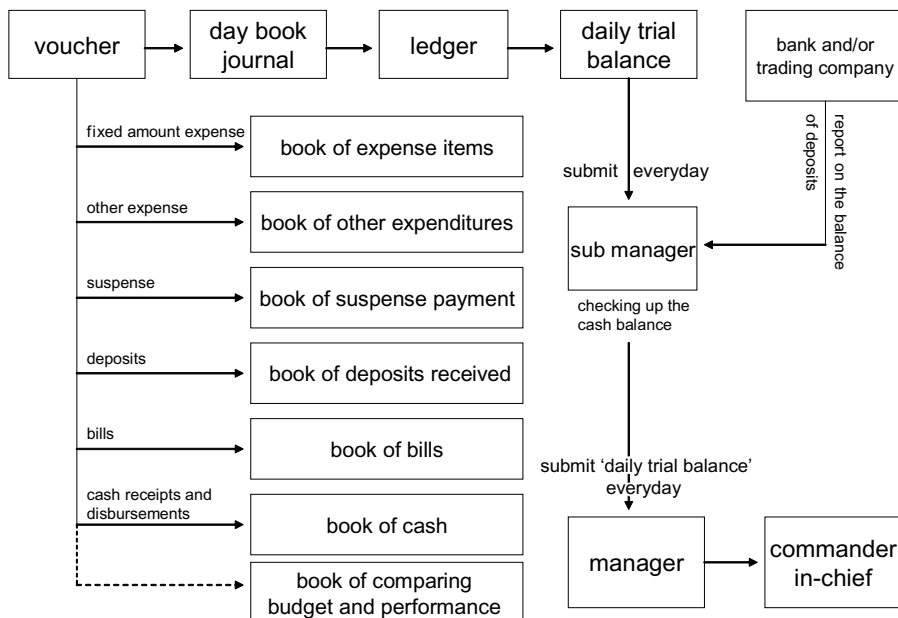 voucher
day book
journal
ledger
daily trial
balance
bank and/or
trading company
fixed amount expense
book of expense items
other expense
book of other expenditures
suspense
book of suspense payment
deposits
book of deposits received
bills
book of bills
cash receipts and
disbursements
book of cash
book of comparing
budget and performance
submit everyday
report on the balance
of deposits
sub manager
checking up the
cash balance
submit ‘daily trial balance’
everyday
manager
commander
in-chief